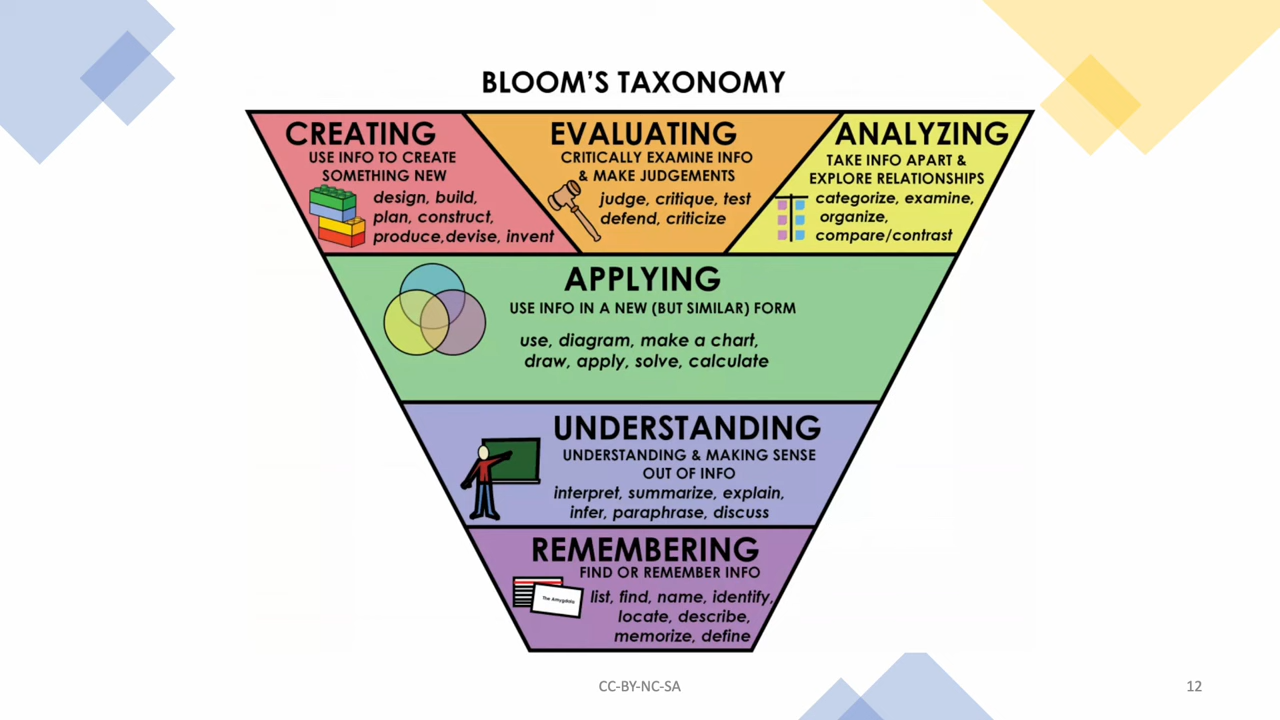 BLOOM'S TAXONOMY
CREATING
USE INFO TO CREATE
SOMETHING NEW
design, build,
plan, construct,
produce,devise, invent
EVALUATING
CRITICALLY EXAMINE INFO
& MAKE JUDGEMENTS
judge, critique, test
defend, criticize
ANALYZING
TAKE INFO APART &
EXPLORE RELATIONSHIPS
categorize, examine,
organize,
compare/contrast
APPLYING
USE INFO IN A NEW (BUT SIMILAR) FORM
use, diagram, make a chart,
draw, apply, solve, calculate
UNDERSTANDING
UNDERSTANDING & MAKING SENSE
OUT OF INFO
interpret, summarize, explain,
infer, paraphrase, discuss
REMEMBERING
FIND OR REMEMBER INFO
The Amygdala
list, find, name, identify,
locate, describe,
memorize, define
CC-BY-NC-SA
12